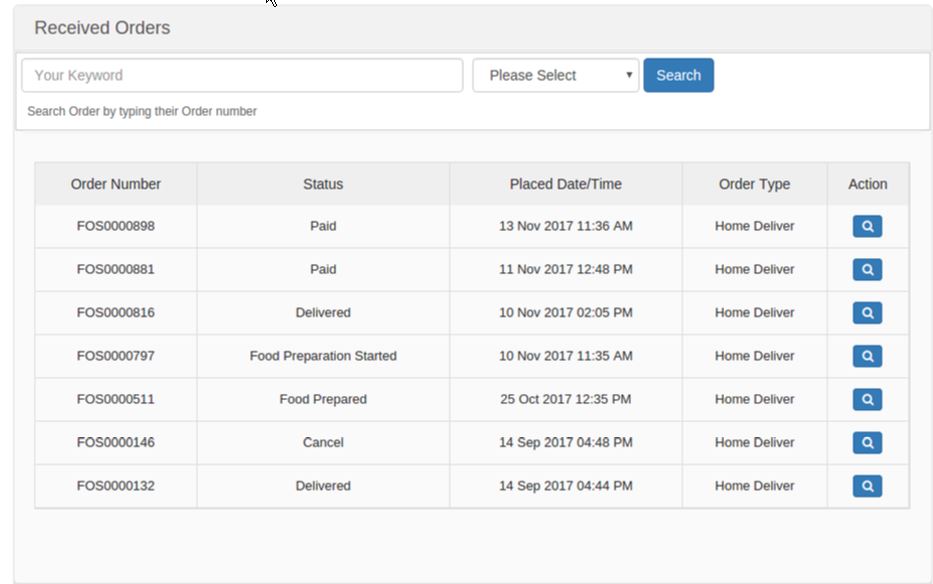 Received Orders
Your Keyword Please Select Search
Search Order by typing their Order number
Order Number Status Placed Date/Time Order Type Action
FOS0000898 Paid 13 Nov 2017 11:36 AM Home Deliver
FOS0000881 Paid 11 Nov 2017 12:48 PM Home Deliver
FOS0000816 Delivered 10 Nov 2017 02:05 PM Home Deliver
FOS0000797 Food Preparation Started 10 Nov 2017 11:35 AM Home Deliver
FOS0000511 Food Prepared 25 Oct 2017 12:35 PM Home Deliver
FOS0000146 Cancel 14 Sep 2017 04:48 PM Home Deliver
FOS0000132 Delivered 14 Sep 2017 04:44 PM Home Deliver